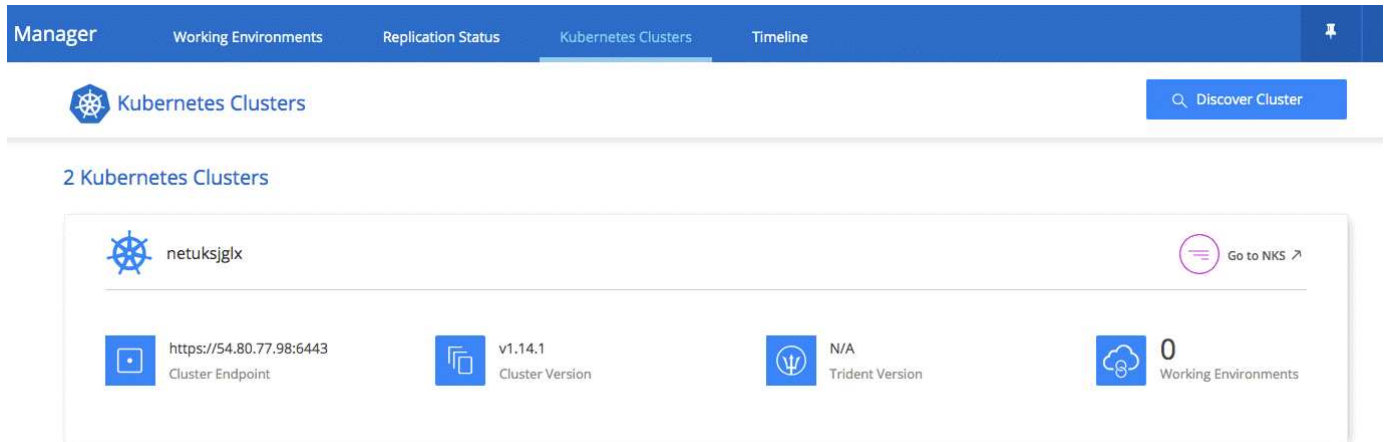 Manager Working Environments Replication Status Kubernetes Clusters Timeline
Kubernetes Clusters
Discover Cluster
2 Kubernetes Clusters
netuksjglx
Go to NKS
https://54.80.77.98:6443
Cluster Endpoint
v1.14.1
Cluster Version
N/A
Trident Version
0
Working Environments